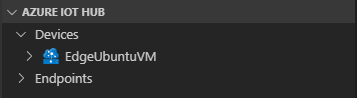 AZURE IOT HUB
Devices
EdgeUbuntuVM
Endpoints